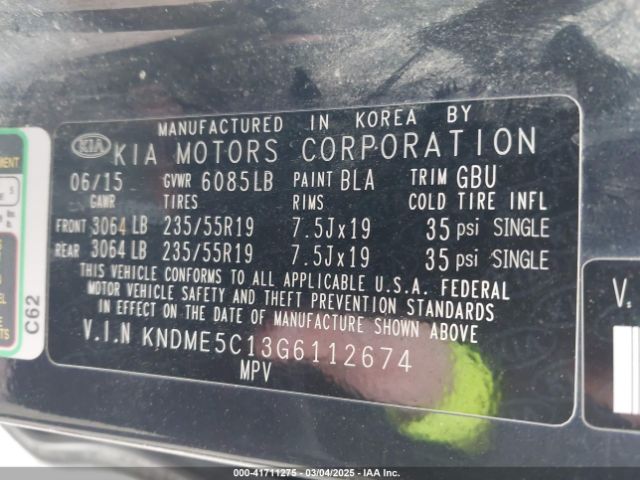 MANUFACTURED IN KOREA BY
KIA KIA MOTORS CORPORATION
06/15 GVWR 6085LB PAINT BLA TRIM GBU
GAWR TIRES RIMS COLD TIRE INFL
FRONT 3064 LB 235/55R19 7.5Jx19 35 psi SINGLE
REAR 3064 LB 235/55R19 7.5Jx19 35 psi SINGLE
THIS VEHICLE CONFORMS TO ALL APPLICABLE U.S.A. FEDERAL
MOTOR VEHICLE SAFETY AND THEFT PREVENTION STANDARDS
IN EFFECT ON THE DATE OF MANUFACTURE SHOWN ABOVE
V.I.N KNDME5C13G6112674
MPV
C62
V.
000-41711275 - 03/04/2025 - IAA Inc.